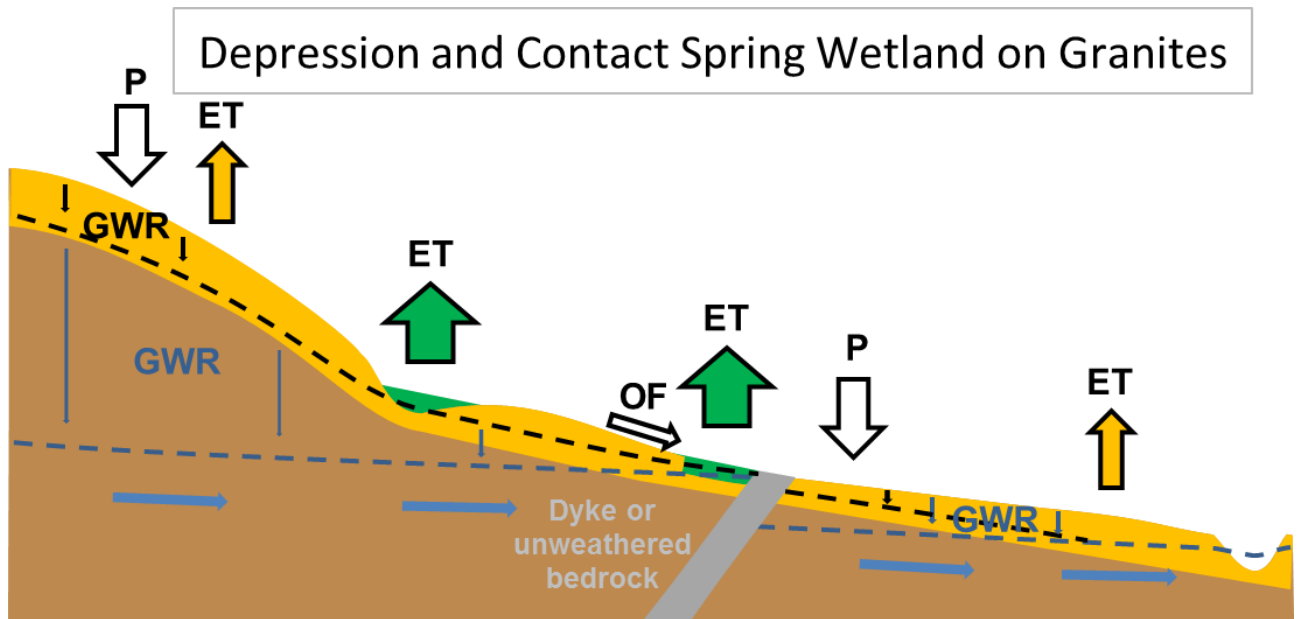 Depression and Contact Spring Wetland on Granites
P
ET
GWR
ET
GWR
ET
P
OF
ET
Dyke or
unweathered
bedrock
GWR